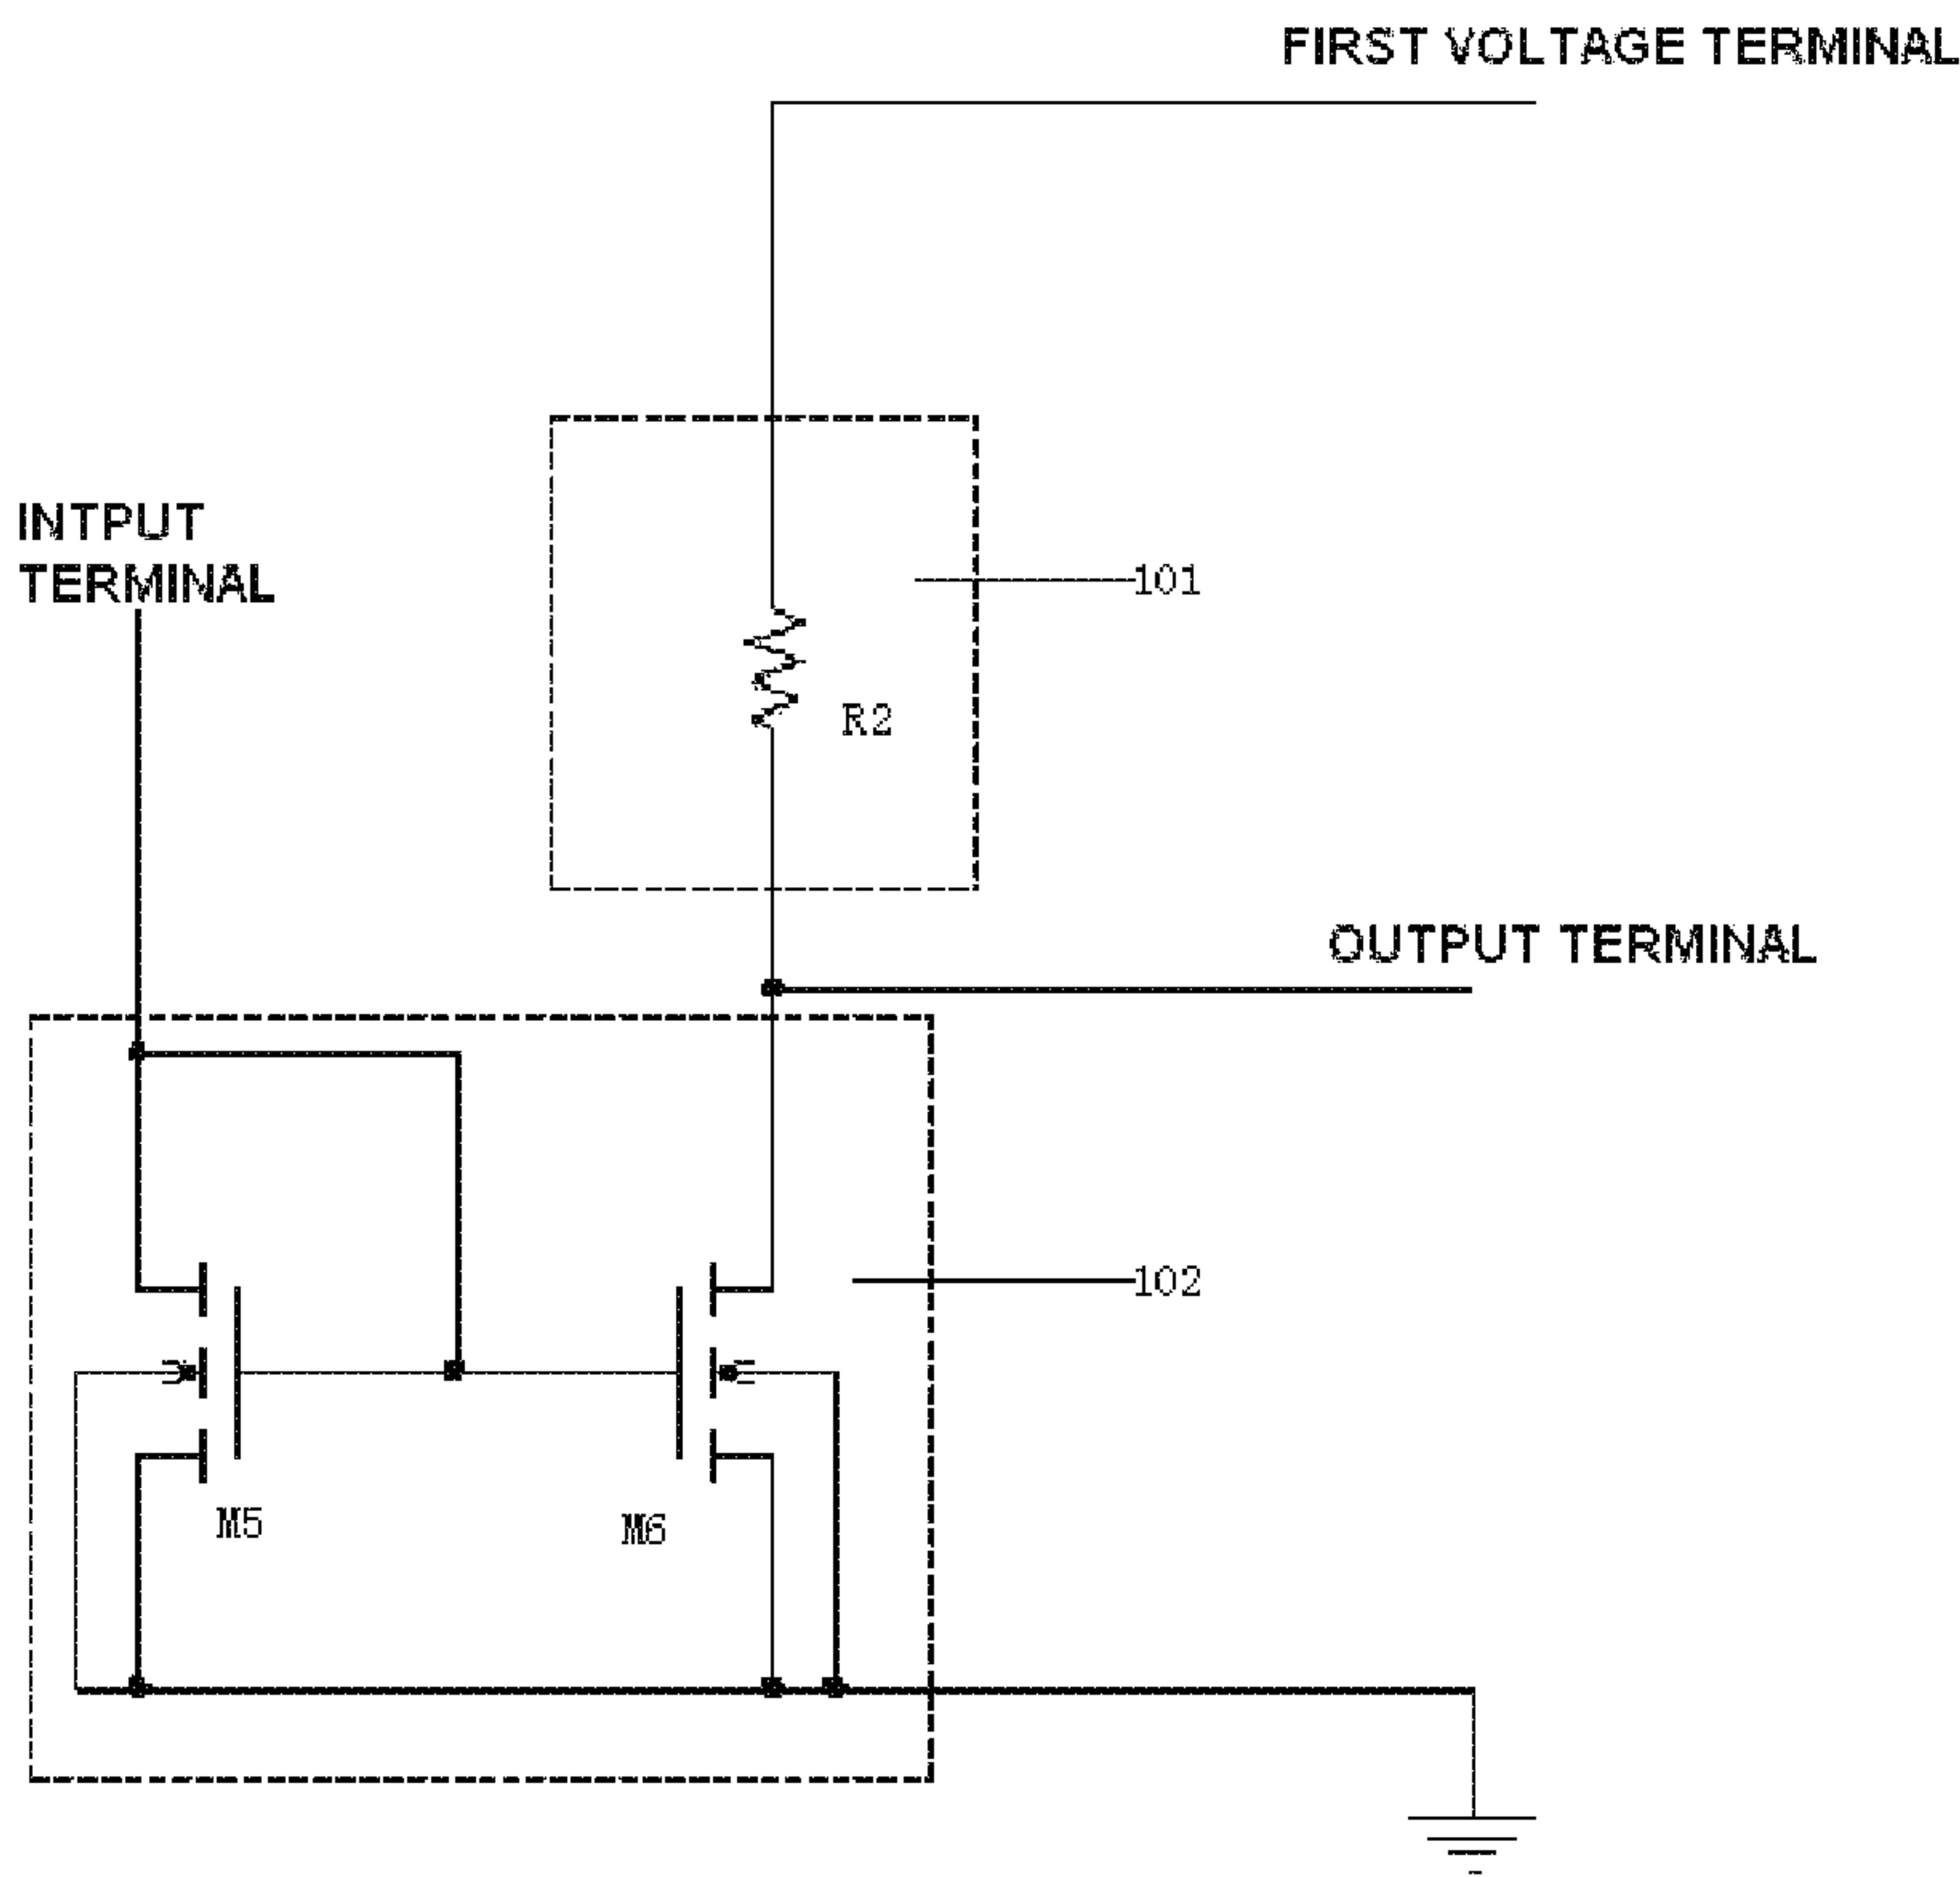 FIRST VOLTAGE TERMINAL
INTPUT
TERMINAL
101
R2
OUTPUT TERMINAL
102
M5
M6